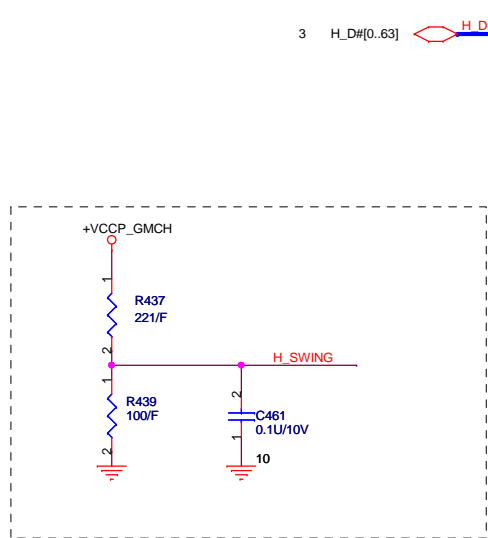 3 H_D#[0..63] H_D
+VCCP_GMCH
1
R437
221/F
2
H_SWING
1
R439
100/F
2
2
C461
0.1U/10V
1
10